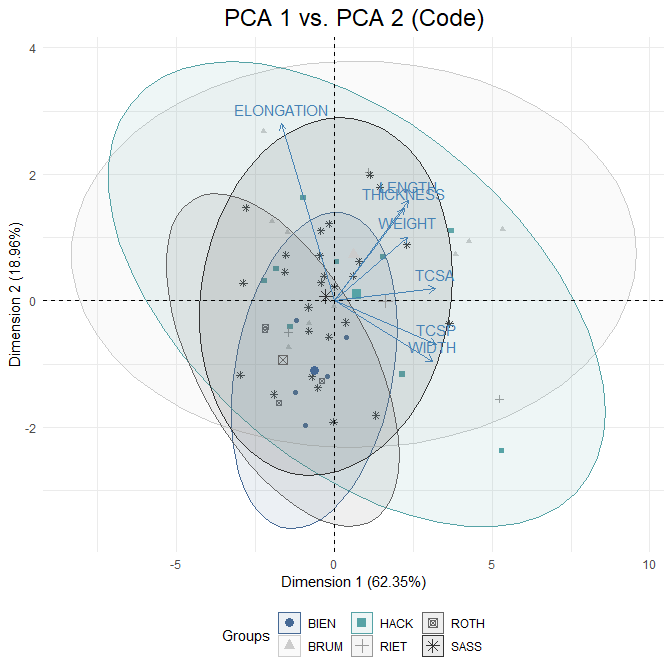 PCA 1 vs. PCA 2 (Code)
4
2
0
-2
Dimension 2 (18.96%)
ELONGATION
LENGTH
THICKNESS
WEIGHT
TCSA
TCSP
WIDTH
-5 0 5 10
Dimension 1 (62.35%)
Groups
BIEN HACK ROTH
BRUM RIET SASS